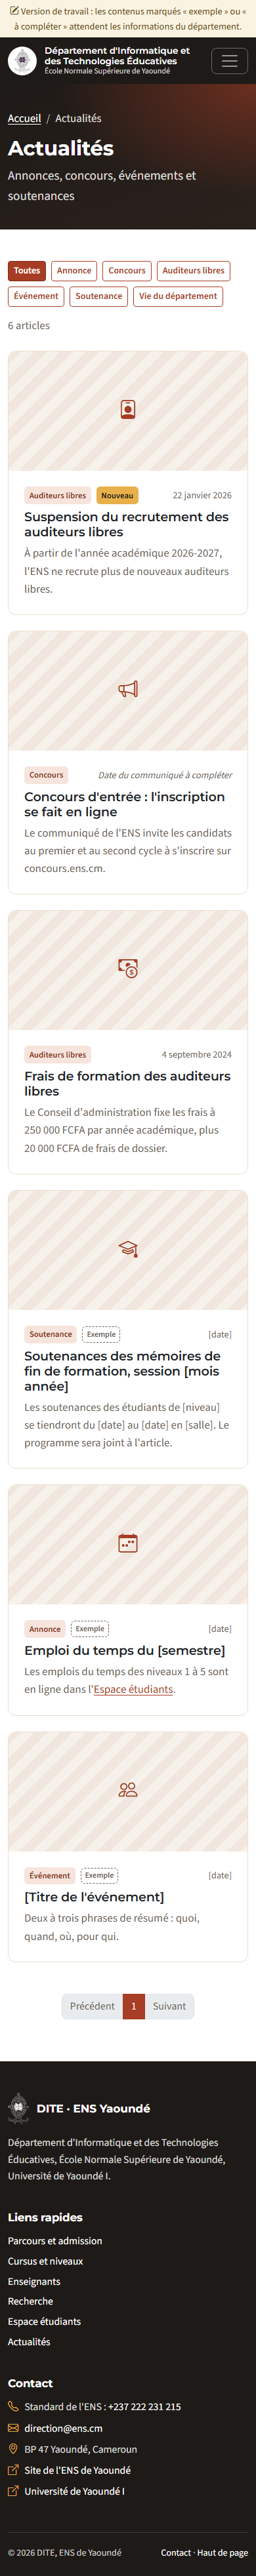 Version de travail : les contenus marqués « exemple » ou «
à compléter » attendent les informations du département.
Département d'Informatique et
des Technologies Éducatives
École Normale Supérieure de Yaoundé
Accueil / Actualités
Actualités
Annonces, concours, événements et
soutenances
Toutes Annonce Concours Auditeurs libres
Événement Soutenance Vie du département
6 articles
Auditeurs libres Nouveau 22 janvier 2026
Suspension du recrutement des
auditeurs libres
À partir de l'année académique 2026-2027,
l'ENS ne recrute plus de nouveaux auditeurs
libres.
Concours Date du communiqué à compléter
Concours d'entrée : l'inscription
se fait en ligne
Le communiqué de l'ENS invite les candidats
au premier et au second cycle à s'inscrire sur
concours.ens.cm.
Auditeurs libres 4 septembre 2024
Frais de formation des auditeurs
libres
Le Conseil d'administration fixe les frais à
250 000 FCFA par année académique, plus
20 000 FCFA de frais de dossier.
Soutenance Exemple [date]
Soutenances des mémoires de
fin de formation, session [mois
année]
Les soutenances des étudiants de [niveau]
se tiendront du [date] au [date] en [salle]. Le
programme sera joint à l'article.
Annonce Exemple [date]
Emploi du temps du [semestre]
Les emplois du temps des niveaux 1 à 5 sont
en ligne dans l'Espace étudiants.
Événement Exemple [date]
[Titre de l'événement]
Deux à trois phrases de résumé : quoi,
quand, où, pour qui.
Précédent 1 Suivant
DITE · ENS Yaoundé
Département d'Informatique et des Technologies
Éducatives, École Normale Supérieure de Yaoundé,
Université de Yaoundé I.
Liens rapides
Parcours et admission
Cursus et niveaux
Enseignants
Recherche
Espace étudiants
Actualités
Contact
Standard de l'ENS : +237 222 231 215
direction@ens.cm
BP 47 Yaoundé, Cameroun
Site de l'ENS de Yaoundé
Université de Yaoundé I
© 2026 DITE, ENS de Yaoundé Contact · Haut de page